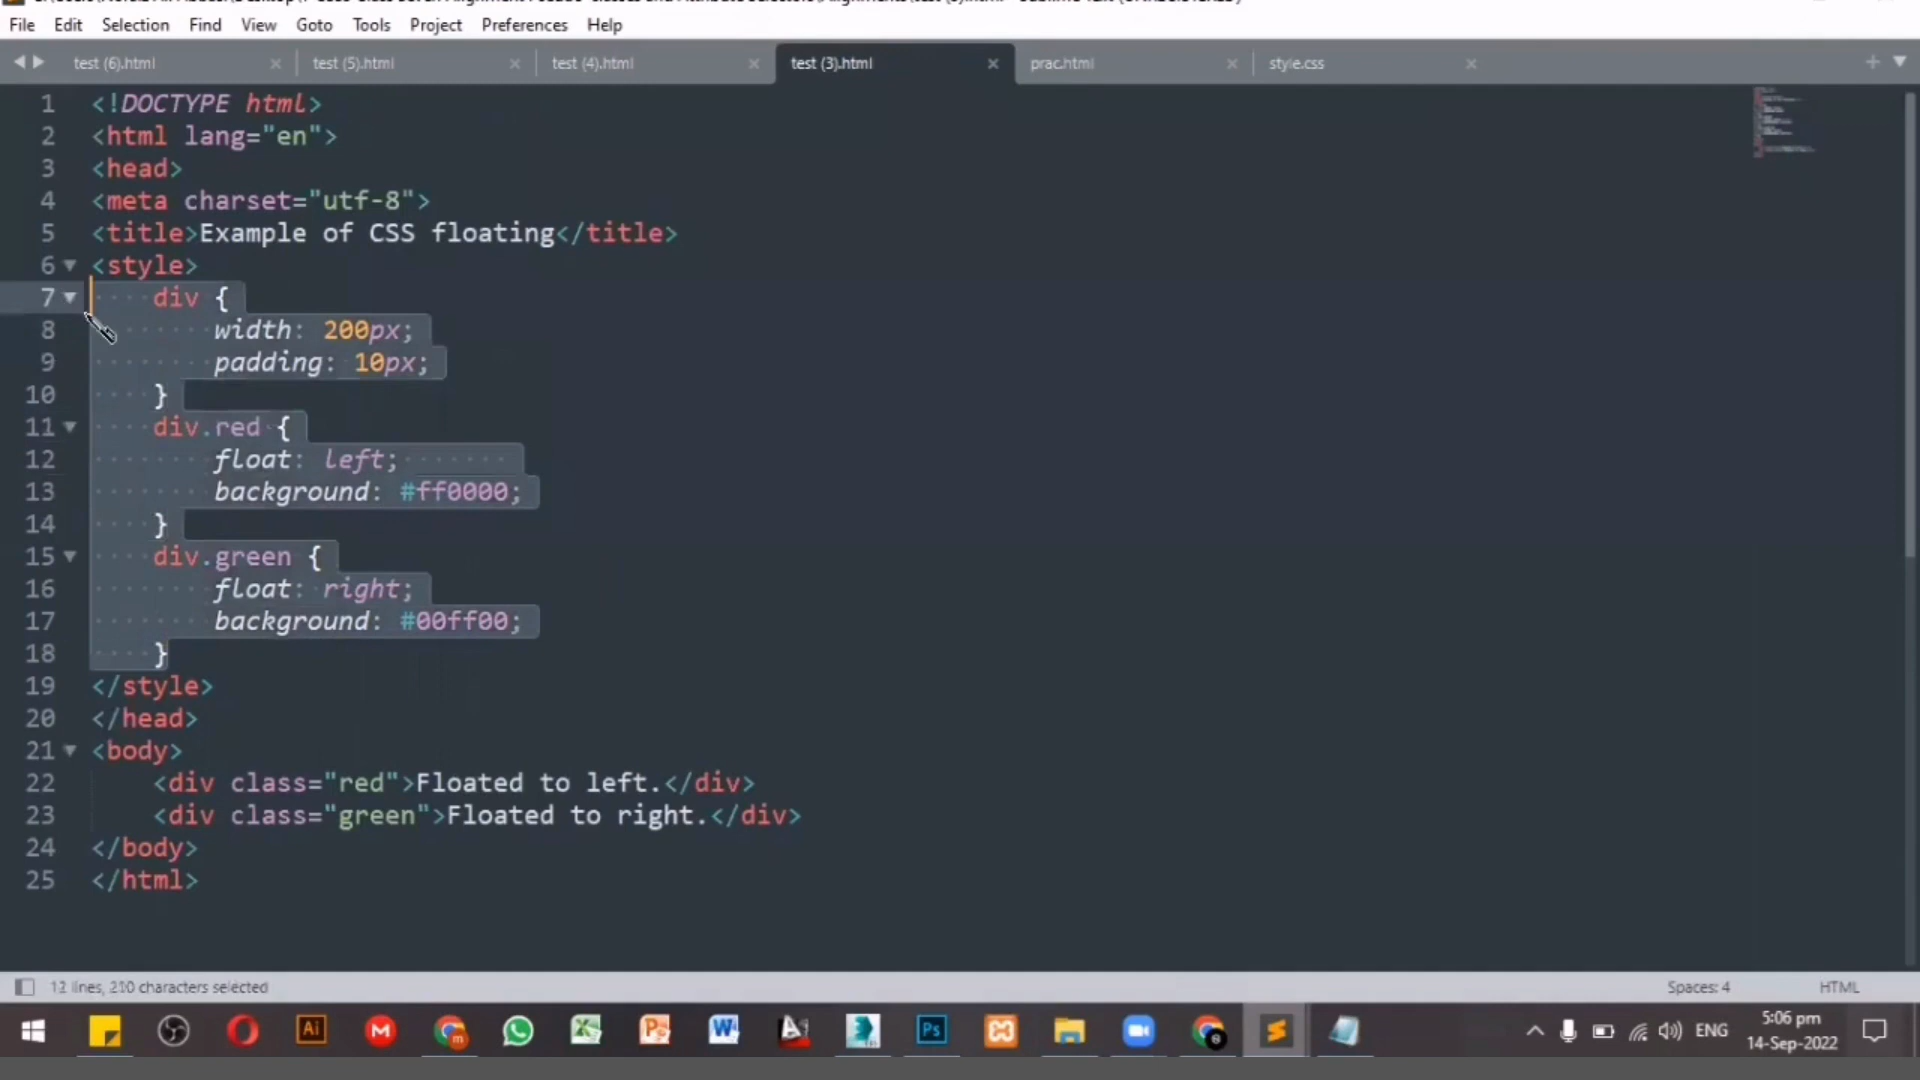 File Edit Selection Find View Goto Tools Project Preferences Help
test (6).html test (5).html test (4).html test (3).html prac.html style.css
1 <!DOCTYPE html>
2 <html lang="en">
3 <head>
4 <meta charset="utf-8">
5 <title>Example of CSS floating</title>
6 <style>
7 div {
8 width: 200px;
9 padding: 10px;
10 }
11 div.red {
12 float: left;
13 background: #ff0000;
14 }
15 div.green {
16 float: right;
17 background: #00ff00;
18 }
19 </style>
20 </head>
21 <body>
22 <div class="red">Floated to left.</div>
23 <div class="green">Floated to right.</div>
24 </body>
25 </html>
12 lines, 210 characters selected Spaces: 4 HTML
ENG 5:06 pm
14-Sep-2022